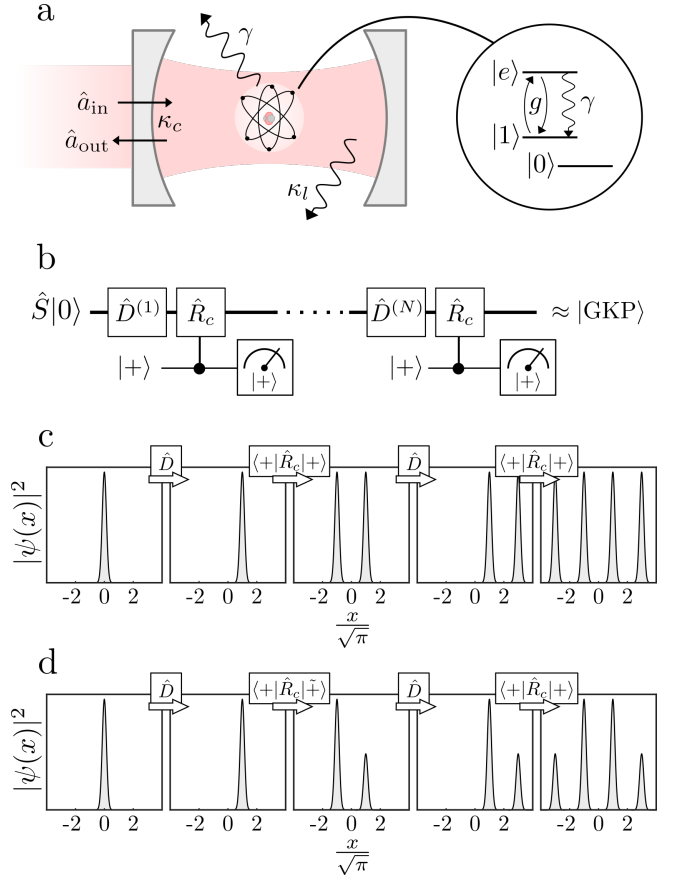 a
γ
|e⟩
g
γ
â_in
κ_c
|1⟩
â_out
|0⟩
κ_l
b
Ŝ|0⟩
D̂^(1)
R̂_c
D̂^(N)
R̂_c
≈ |GKP⟩
|+⟩
|+⟩
|+⟩
|+⟩
c
D̂
⟨+|R̂_c|+⟩
D̂
⟨+|R̂_c|+⟩
|ψ(x)|²
-2 0 2
-2 0 2
-2 0 2
-2 0 2
-2 0 2
x/√π
d
D̂
⟨+|R̂_c|+̃⟩
D̂
⟨+|R̂_c|+⟩
|ψ(x)|²
-2 0 2
-2 0 2
-2 0 2
-2 0 2
-2 0 2
x/√π